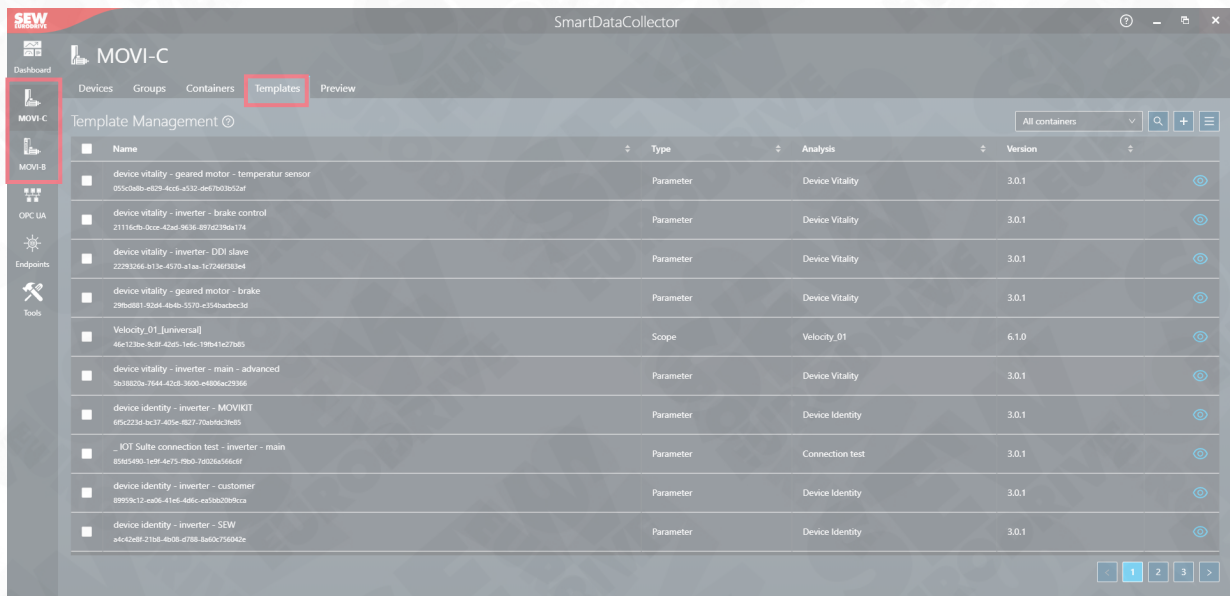 SEW
EURODRIVE
SmartDataCollector
Dashboard
MOVI-C
MOVI-C
MOVI-B
OPC UA
Endpoints
Tools
Devices Groups Containers Templates Preview
Template Management
All containers
Name Type Analysis Version
device vitality - geared motor - temperatur sensor
055c0a8b-e829-4cc6-a532-de67b03b52af
Parameter Device Vitality 3.0.1
device vitality - inverter - brake control
21116cfb-0cce-42ad-9636-897d239da174
Parameter Device Vitality 3.0.1
device vitality - inverter- DDI slave
22293266-b13e-4570-a1aa-1c7246f383e4
Parameter Device Vitality 3.0.1
device vitality - geared motor - brake
29fbd881-92d4-4b4b-5570-e354bacbec3d
Parameter Device Vitality 3.0.1
Velocity_01_[universal]
46e123be-9c8f-42d5-1e6c-19fb41e27b85
Scope Velocity_01 6.1.0
device vitality - inverter - main - advanced
5b38820a-7644-42c8-3600-e4806ac29366
Parameter Device Vitality 3.0.1
device identity - inverter - MOVIKIT
6f5c223d-bc37-405e-f827-70abfdc3fe85
Parameter Device Identity 3.0.1
_ IOT Suite connection test - inverter - main
85fd5490-1e9f-4e75-f9b0-7d026a566c6f
Parameter Connection test 3.0.1
device identity - inverter - customer
89959c12-ea06-41e6-4d6c-ea5bb20b9cca
Parameter Device Identity 3.0.1
device identity - inverter - SEW
a4c42e8f-21b8-4b08-d788-8a60c756042e
Parameter Device Identity 3.0.1
< 1 2 3 >